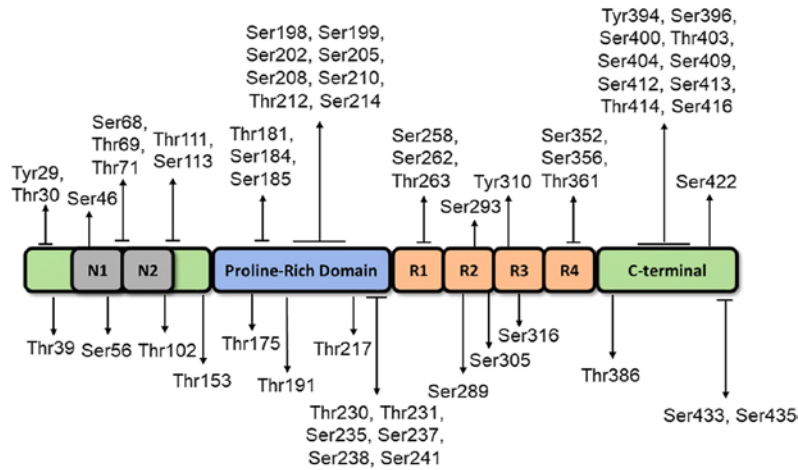 Tyr394, Ser396,
Ser400, Thr403,
Ser404, Ser409,
Ser412, Ser413,
Thr414, Ser416
Ser198, Ser199,
Ser202, Ser205,
Ser208, Ser210,
Thr212, Ser214
Ser68,
Thr69,
Thr71
Thr111,
Ser113
Thr181,
Ser184,
Ser185
Ser258,
Ser262,
Thr263
Ser352,
Ser356,
Thr361
Tyr29,
Thr30
Ser46
Tyr310
Ser293
Ser422
N1
N2
Proline-Rich Domain
R1
R2
R3
R4
C-terminal
Thr39
Ser56
Thr102
Thr153
Thr175
Thr191
Thr217
Ser316
Ser305
Ser289
Thr386
Thr230, Thr231,
Ser235, Ser237,
Ser238, Ser241
Ser433, Ser435